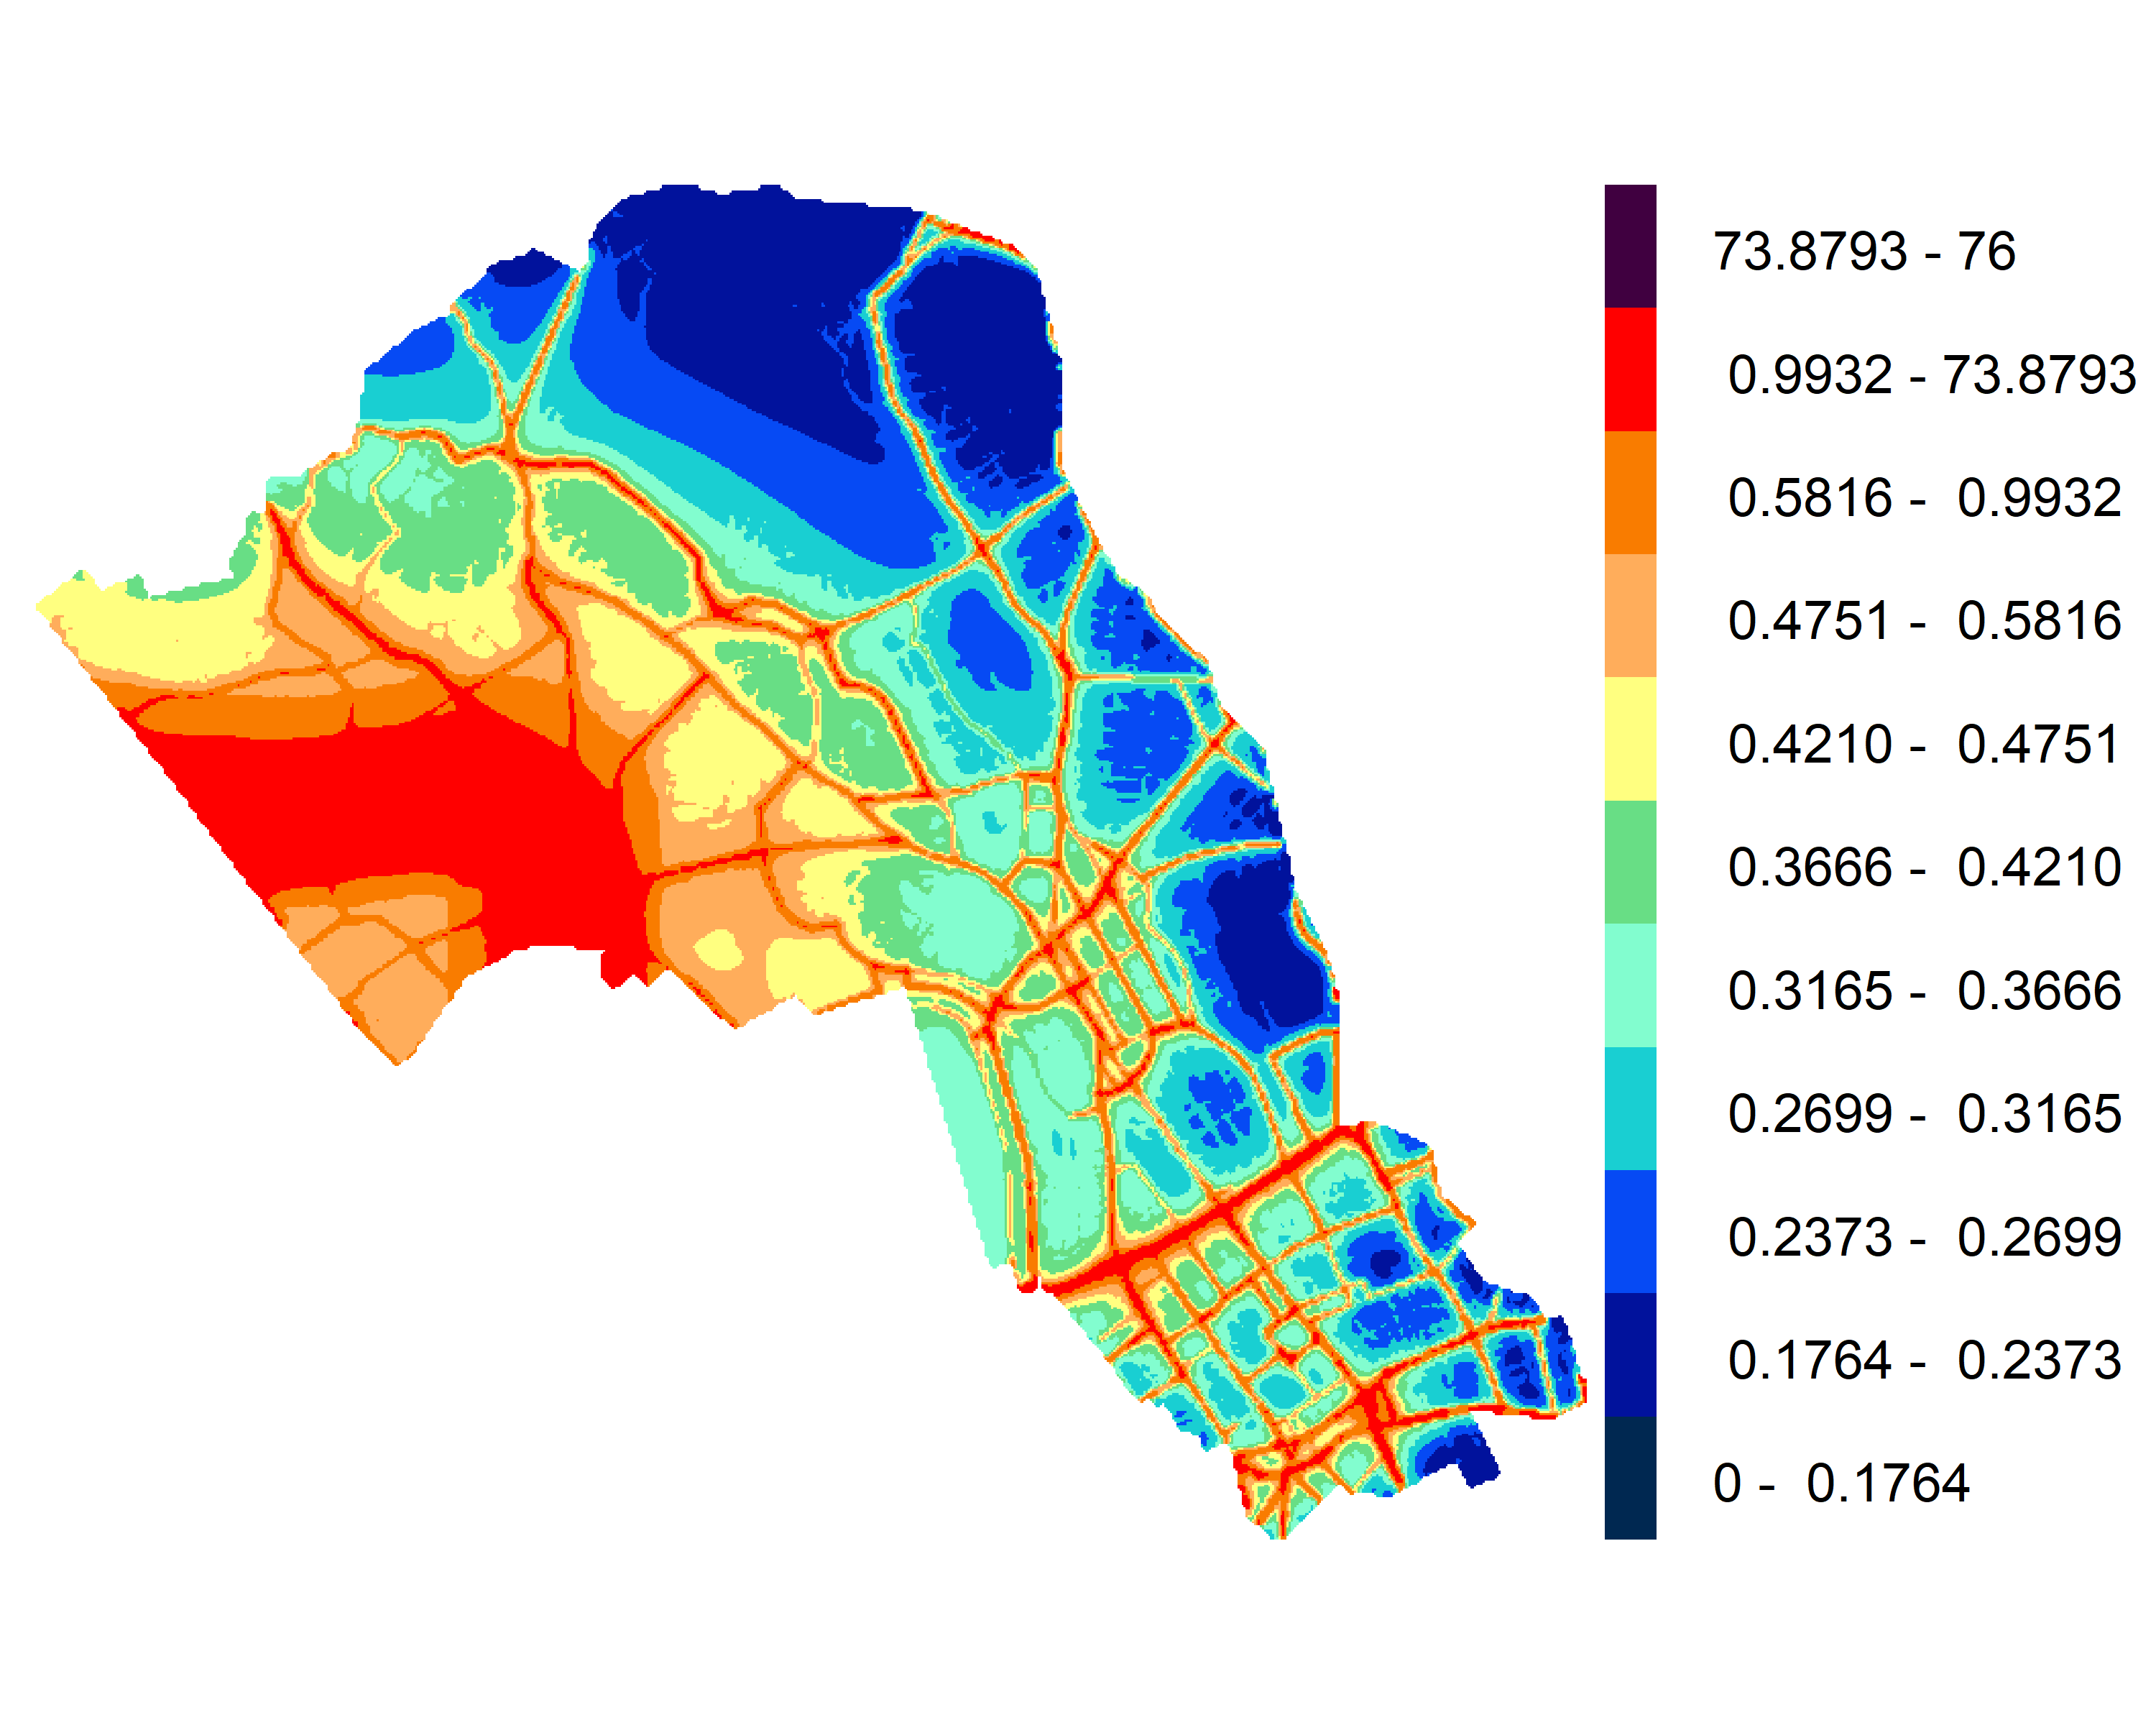 73.8793 - 76
0.9932 - 73.8793
0.5816 - 0.9932
0.4751 - 0.5816
0.4210 - 0.4751
0.3666 - 0.4210
0.3165 - 0.3666
0.2699 - 0.3165
0.2373 - 0.2699
0.1764 - 0.2373
0 - 0.1764